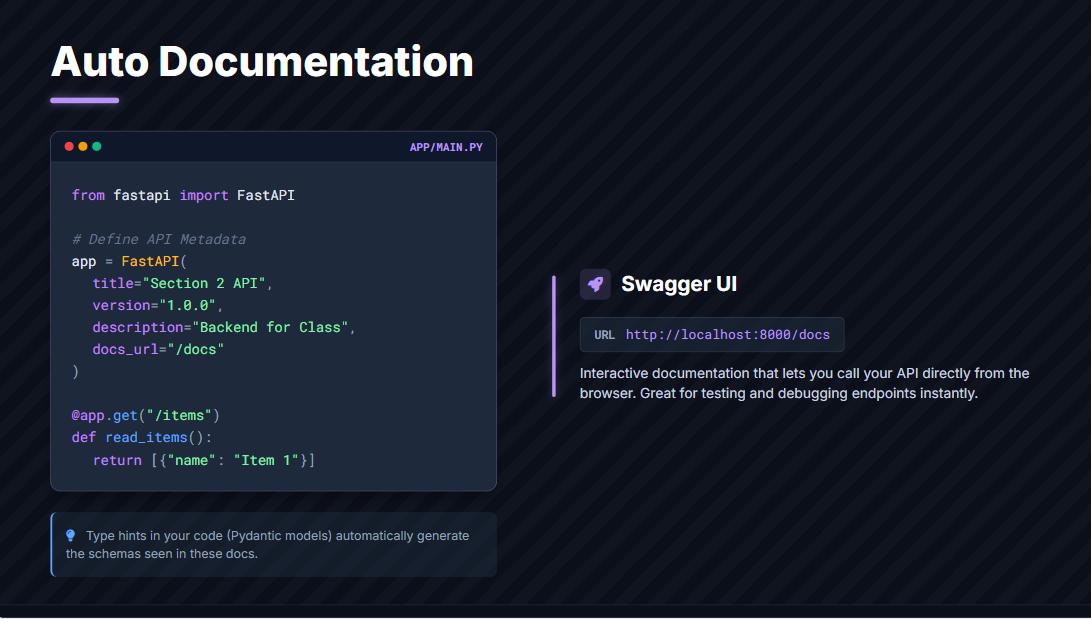 Auto Documentation
APP/MAIN.PY
from fastapi import FastAPI
# Define API Metadata
app = FastAPI(
title="Section 2 API",
version="1.0.0",
description="Backend for Class",
docs_url="/docs"
)
@app.get("/items")
def read_items():
return [{"name": "Item 1"}]
Type hints in your code (Pydantic models) automatically generate
the schemas seen in these docs.
Swagger UI
URL http://localhost:8000/docs
Interactive documentation that lets you call your API directly from the
browser. Great for testing and debugging endpoints instantly.